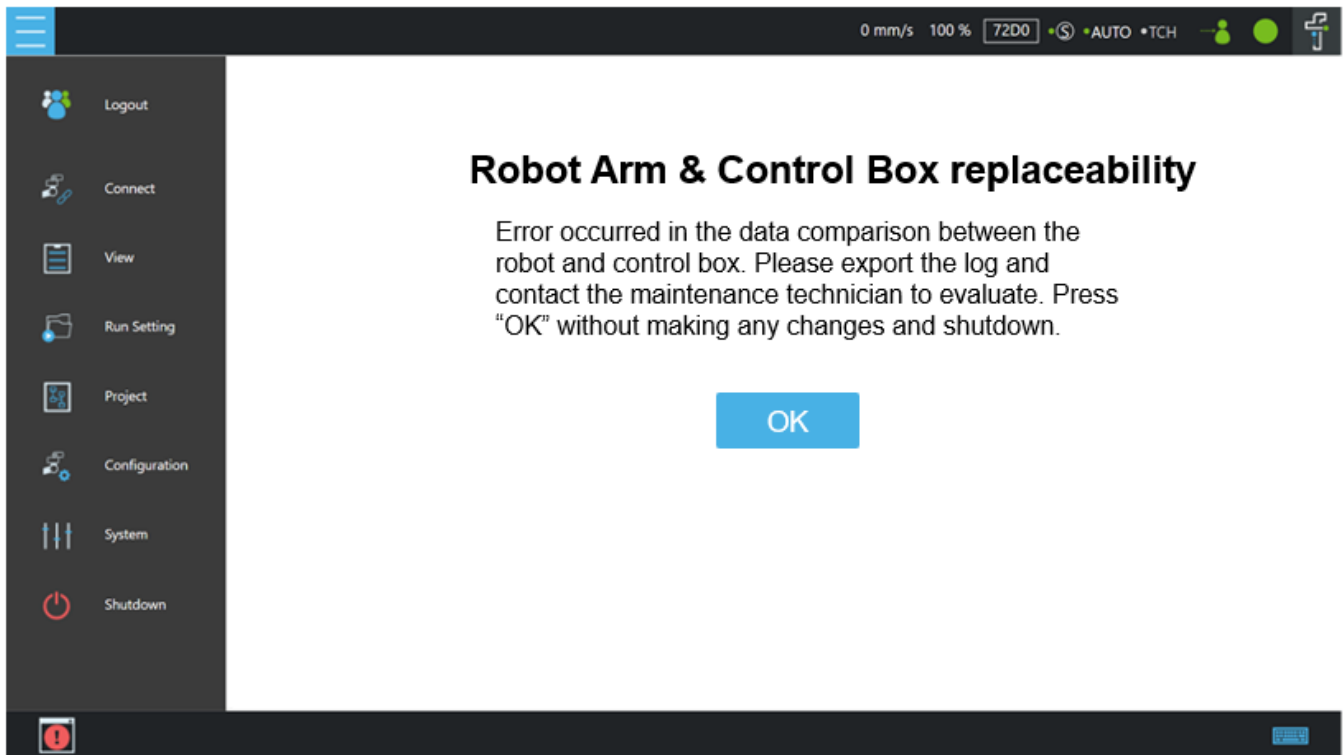 0 mm/s 100 % 72D0 •Ⓢ •AUTO •TCH
Logout
Connect
View
Run Setting
Project
Configuration
System
Shutdown
Robot Arm & Control Box replaceability
Error occurred in the data comparison between the
robot and control box. Please export the log and
contact the maintenance technician to evaluate. Press
“OK” without making any changes and shutdown.
OK